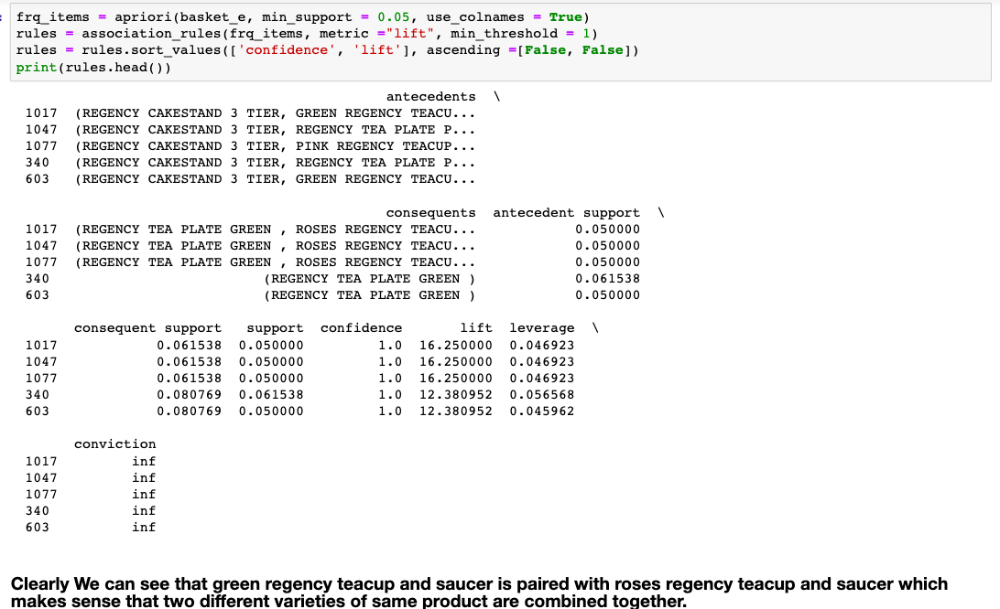 : frq_items = apriori(basket_e, min_support = 0.05, use_colnames = True)
rules = association_rules(frq_items, metric ="lift", min_threshold = 1)
rules = rules.sort_values(['confidence', 'lift'], ascending =[False, False])
print(rules.head())
antecedents \
1017 (REGENCY CAKESTAND 3 TIER, GREEN REGENCY TEACU...
1047 (REGENCY CAKESTAND 3 TIER, REGENCY TEA PLATE P...
1077 (REGENCY CAKESTAND 3 TIER, PINK REGENCY TEACUP...
340 (REGENCY CAKESTAND 3 TIER, REGENCY TEA PLATE P...
603 (REGENCY CAKESTAND 3 TIER, GREEN REGENCY TEACU...
consequents antecedent support \
1017 (REGENCY TEA PLATE GREEN , ROSES REGENCY TEACU... 0.050000
1047 (REGENCY TEA PLATE GREEN , ROSES REGENCY TEACU... 0.050000
1077 (REGENCY TEA PLATE GREEN , ROSES REGENCY TEACU... 0.050000
340 (REGENCY TEA PLATE GREEN ) 0.061538
603 (REGENCY TEA PLATE GREEN ) 0.050000
consequent support support confidence lift leverage \
1017 0.061538 0.050000 1.0 16.250000 0.046923
1047 0.061538 0.050000 1.0 16.250000 0.046923
1077 0.061538 0.050000 1.0 16.250000 0.046923
340 0.080769 0.061538 1.0 12.380952 0.056568
603 0.080769 0.050000 1.0 12.380952 0.045962
conviction
1017 inf
1047 inf
1077 inf
340 inf
603 inf
Clearly We can see that green regency teacup and saucer is paired with roses regency teacup and saucer which
makes sense that two different varieties of same product are combined together.